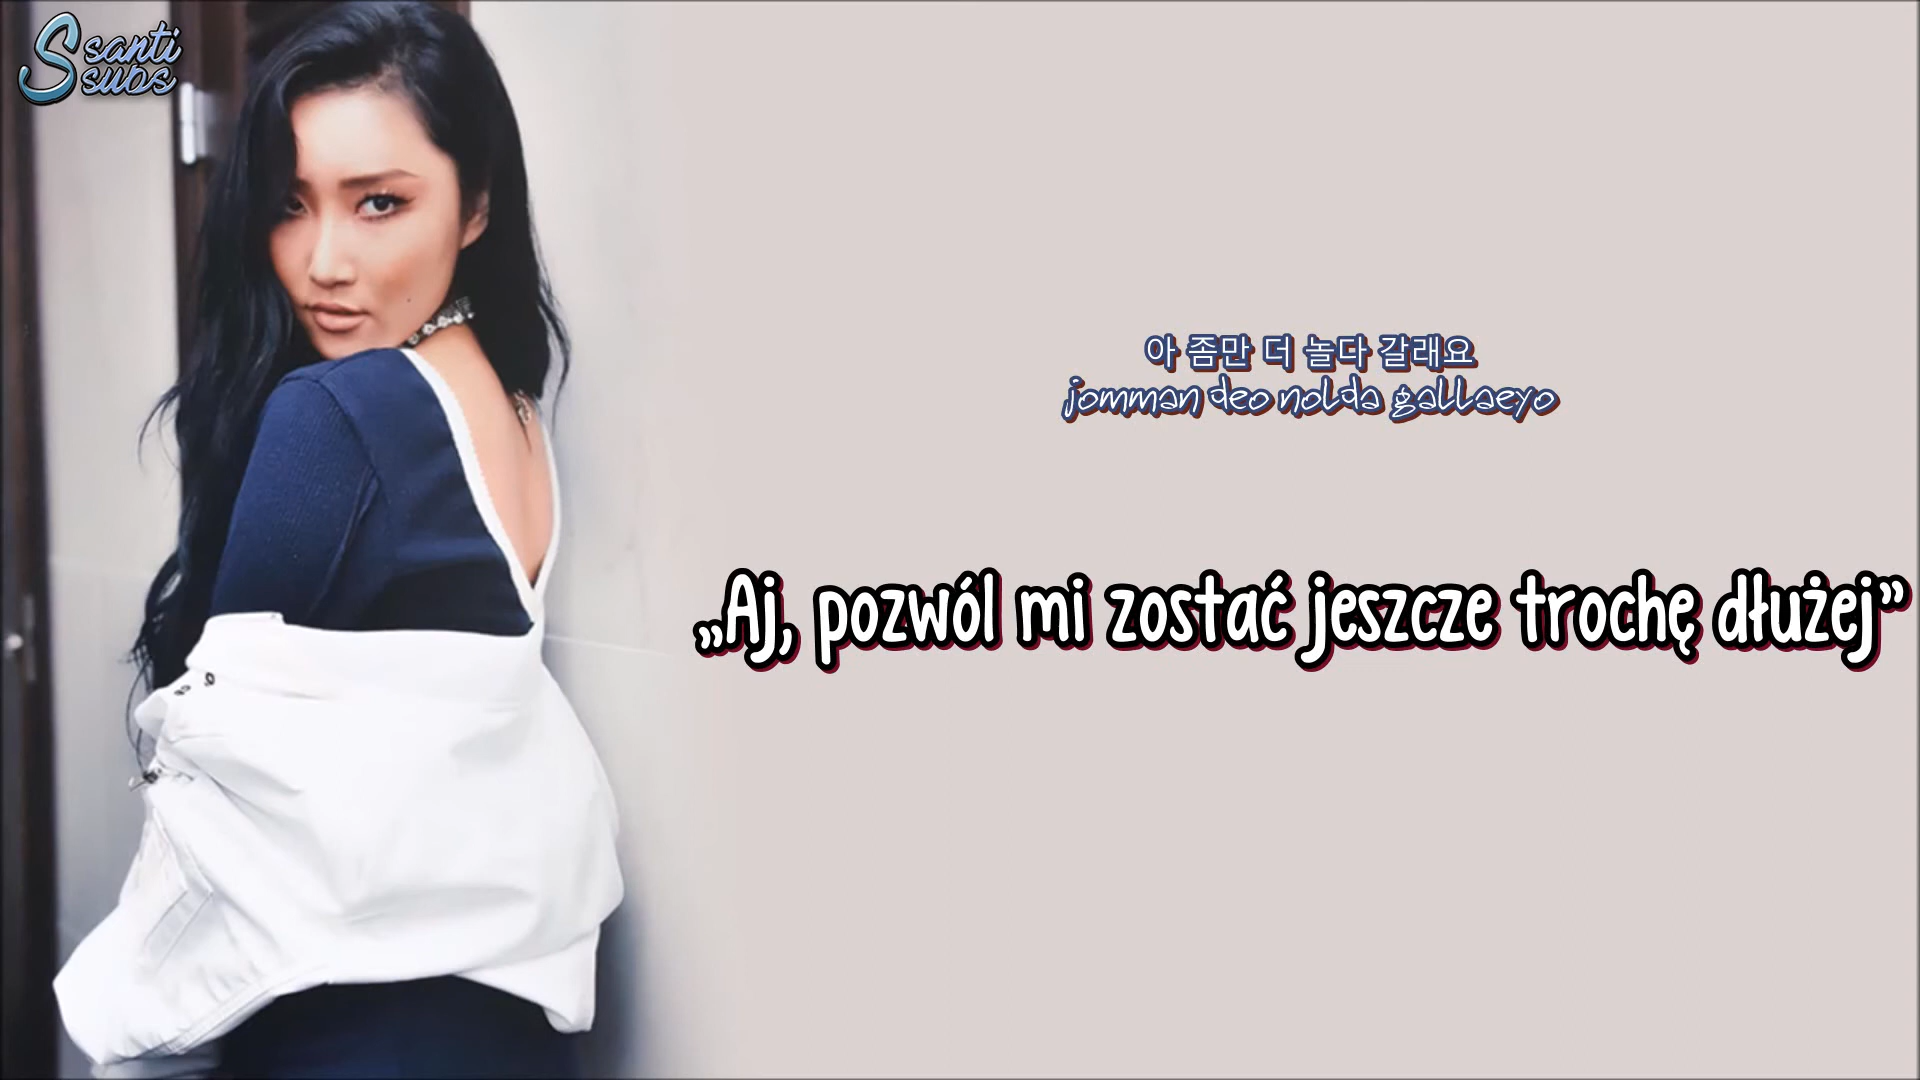 Ssanti
subs
아 좀만 더 놀다 갈래요
jomman deo nolda gallaeyo
„Aj, pozwól mi zostać jeszcze trochę dłużej”